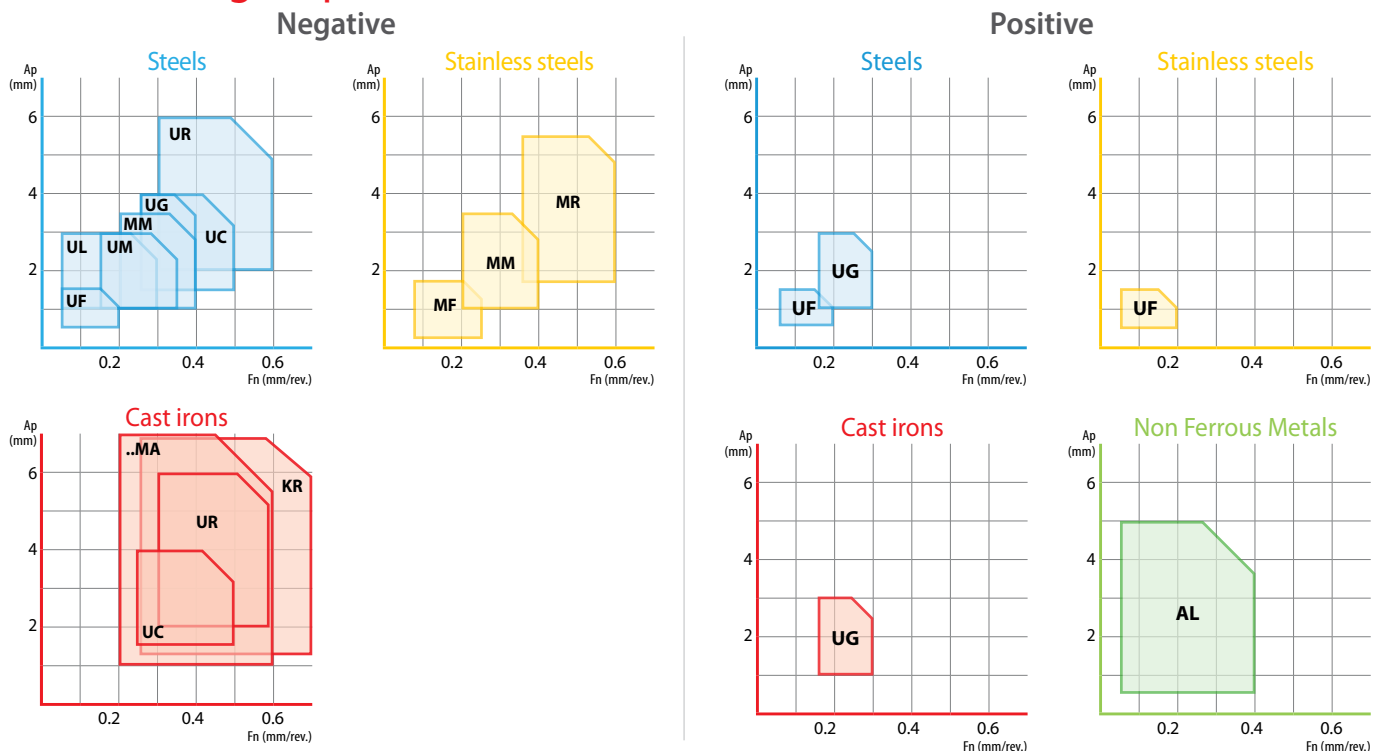 Negative
Positive
Steels
Ap
(mm)
6
4
2
UR
UG
MM
UC
UL
UM
UF
0.2
0.4
0.6
Fn (mm/rev.)
Stainless steels
Ap
(mm)
6
4
2
MR
MM
MF
0.2
0.4
0.6
Fn (mm/rev.)
Steels
Ap
(mm)
6
4
2
UG
UF
0.2
0.4
0.6
Fn (mm/rev.)
Stainless steels
Ap
(mm)
6
4
2
UF
0.2
0.4
0.6
Fn (mm/rev.)
Cast irons
Ap
(mm)
6
4
2
..MA
KR
UR
UC
0.2
0.4
0.6
Fn (mm/rev.)
Cast irons
Ap
(mm)
6
4
2
UG
0.2
0.4
0.6
Fn (mm/rev.)
Non Ferrous Metals
Ap
(mm)
6
4
2
AL
0.2
0.4
0.6
Fn (mm/rev.)